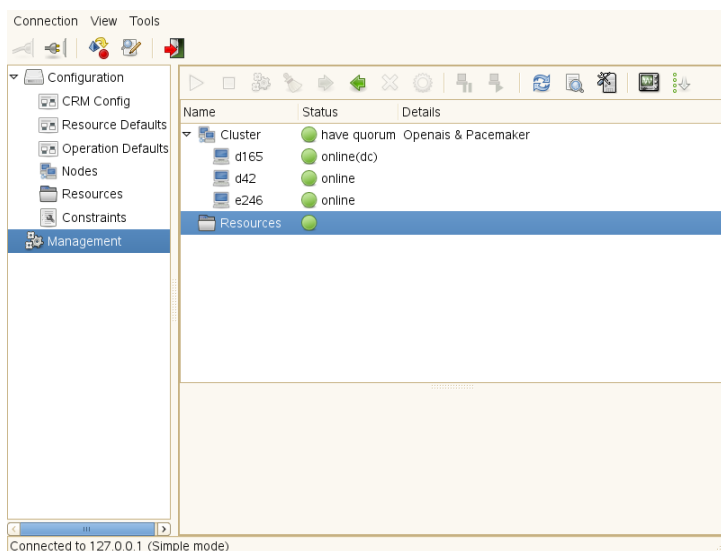 Connection View Tools
Configuration
CRM Config
Resource Defaults
Operation Defaults
Nodes
Resources
Constraints
Management
Name Status Details
Cluster have quorum Openais & Pacemaker
d165 online(dc)
d42 online
e246 online
Resources
Connected to 127.0.0.1 (Simple mode)